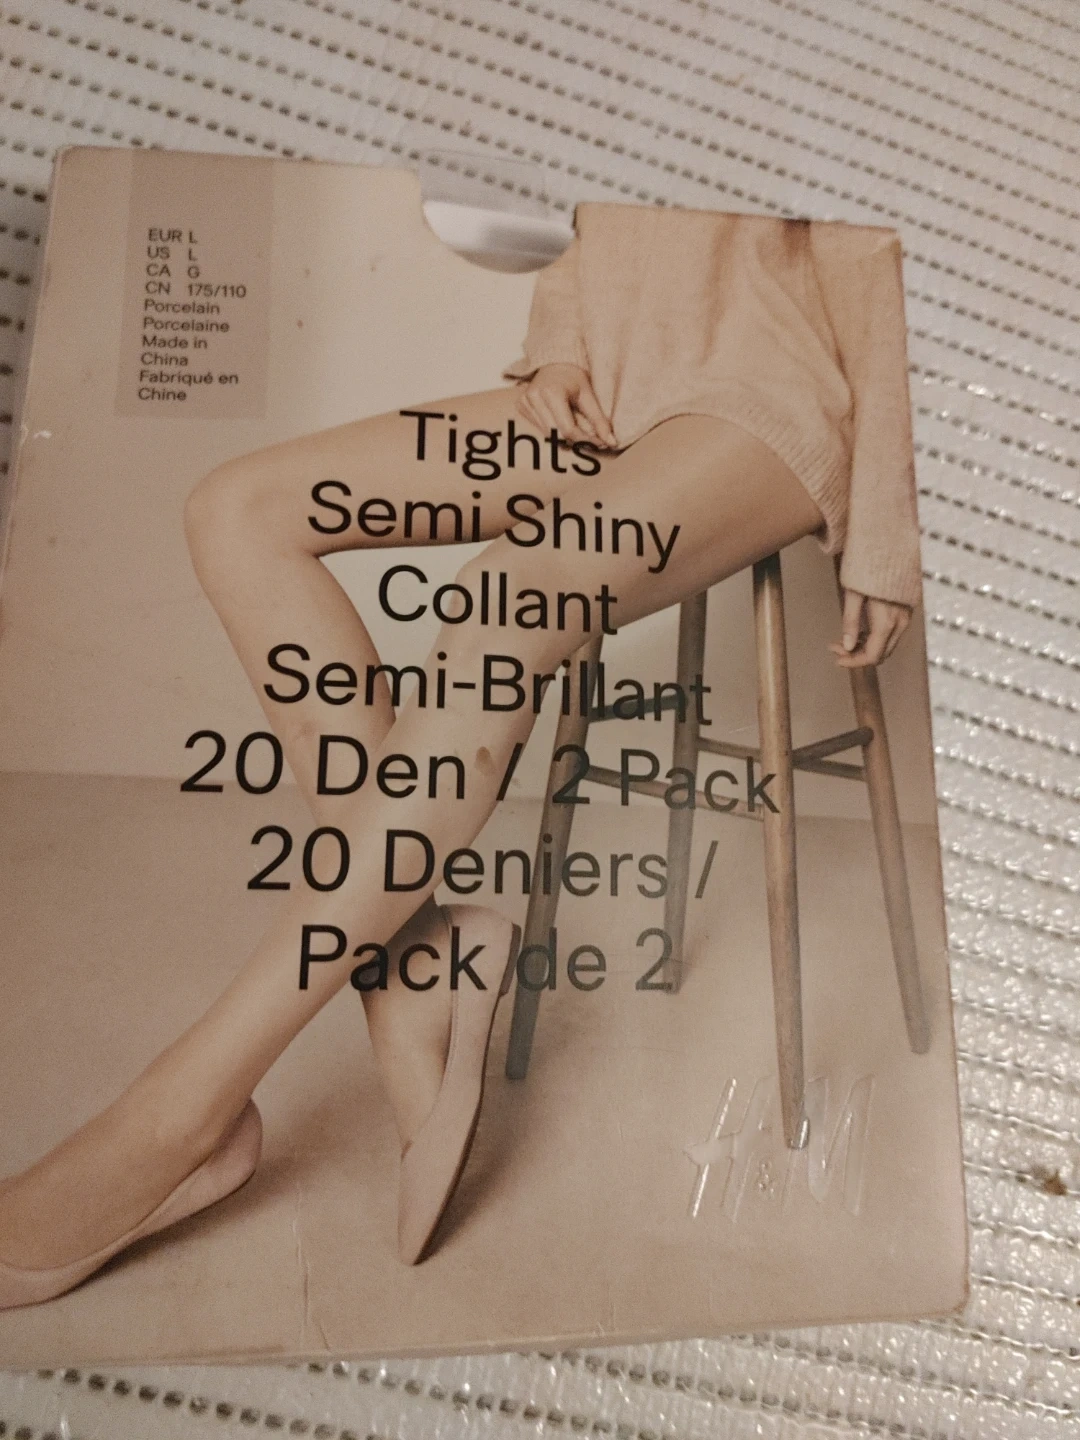 EUR L
US L
CA G
CN 175/110
Porcelain
Porcelaine
Made in
China
Fabriqué en
Chine
Tights
Semi Shiny
Collant
Semi-Brillant
20 Den / 2 Pack
20 Deniers /
Pack de 2
H&M